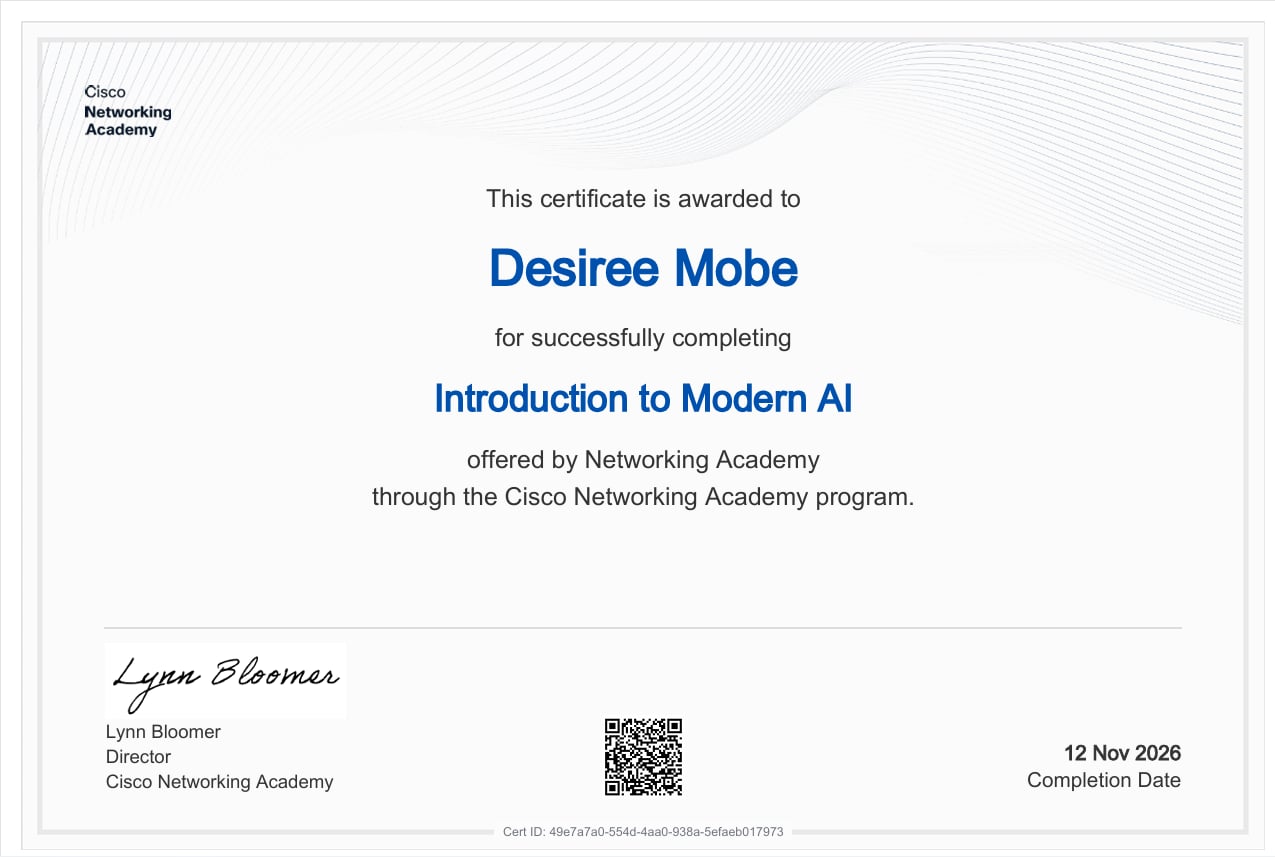 Cisco
Networking
Academy
This certificate is awarded to
Desiree Mobe
for successfully completing
Introduction to Modern AI
offered by Networking Academy
through the Cisco Networking Academy program.
Lynn Bloomer
Lynn Bloomer
Director
Cisco Networking Academy
12 Nov 2026
Completion Date
Cert ID: 49e7a7a0-554d-4aa0-938a-5efaeb017973